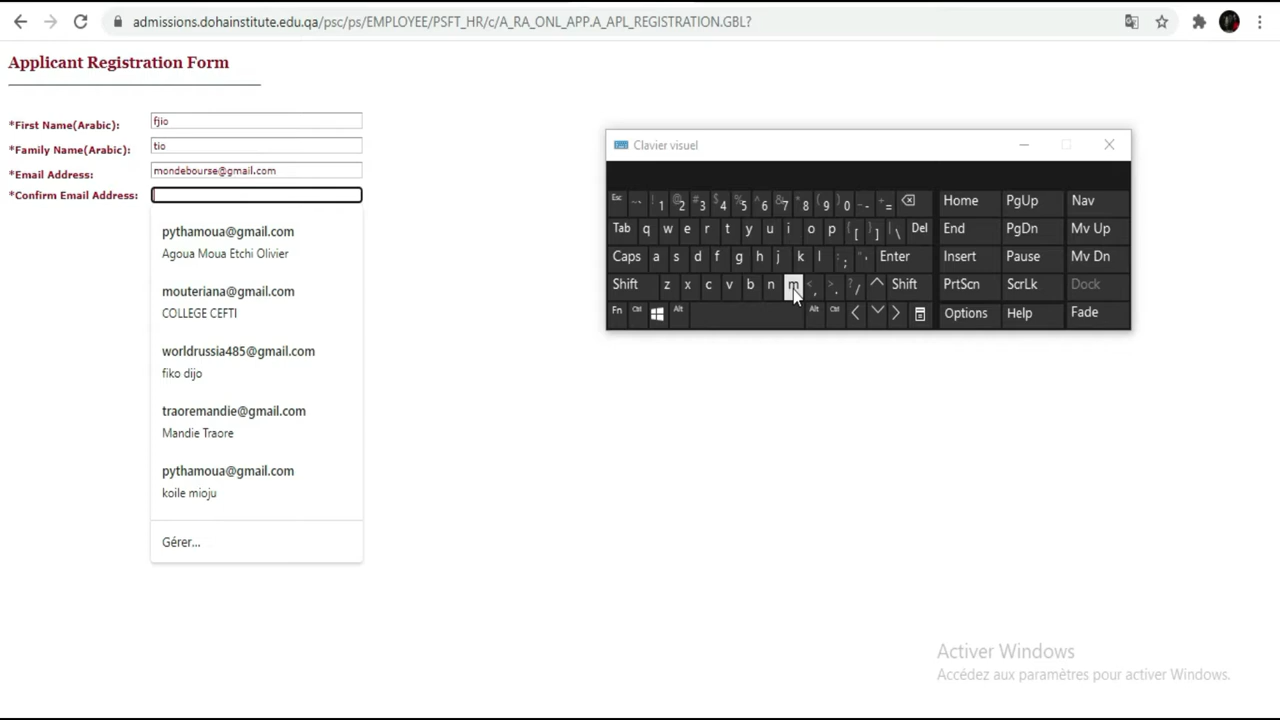 admissions.dohainstitute.edu.qa/psc/ps/EMPLOYEE/PSFT_HR/c/A_RA_ONL_APP.A_APL_REGISTRATION.GBL?
Applicant Registration Form
*First Name(Arabic): fjio
*Family Name(Arabic): tio
*Email Address: mondebourse@gmail.com
*Confirm Email Address:
pythamoua@gmail.com
Agoua Moua Etchi Olivier
mouteriana@gmail.com
COLLEGE CEFTI
worldrussia485@gmail.com
fiko dijo
traoremandie@gmail.com
Mandie Traore
pythamoua@gmail.com
koile mioju
Gérer...
Clavier visuel
Esc ~ ` ! 1 @ 2 # 3 $ 4 % 5 ^ 6 & 7 * 8 ( 9 ) 0 _ - + = Home PgUp Nav
Tab q w e r t y u i o p { [ } ] | \ Del End PgDn Mv Up
Caps a s d f g h j k l : ; " ' Enter Insert Pause Mv Dn
Shift z x c v b n m < , > . ? / Shift PrtScn ScrLk Dock
Fn Ctrl Alt Alt Ctrl Options Help Fade
Activer Windows
Accédez aux paramètres pour activer Windows.